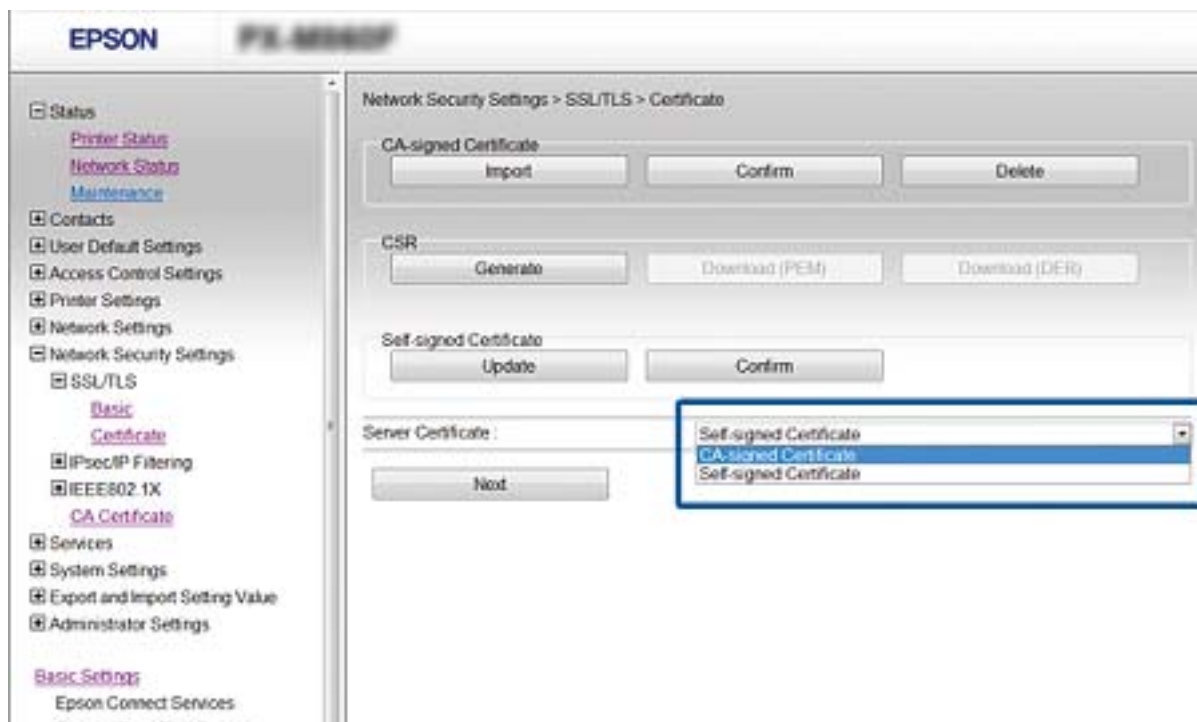 EPSON
Status
Printer Status
Network Status
Maintenance
Contacts
User Default Settings
Access Control Settings
Printer Settings
Network Settings
Network Security Settings
SSL/TLS
Basic
Certificate
IPsec/IP Filtering
IEEE802.1X
CA Certificate
Services
System Settings
Export and Import Setting Value
Administrator Settings
Basic Settings
Epson Connect Services
Network Security Settings > SSL/TLS > Certificate
CA-signed Certificate
Import Confirm Delete
CSR
Generate Download (PEM) Download (DER)
Self-signed Certificate
Update Confirm
Server Certificate : Self-signed Certificate
CA-signed Certificate
Self-signed Certificate
Next